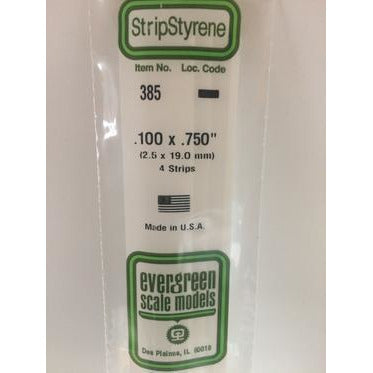 StripStyrene
Item No. Loc. Code
385
.100 x .750"
(2.5 x 19.0 mm)
4 Strips
Made in U.S.A.
evergreen
scale models
Des Plaines, IL 60018